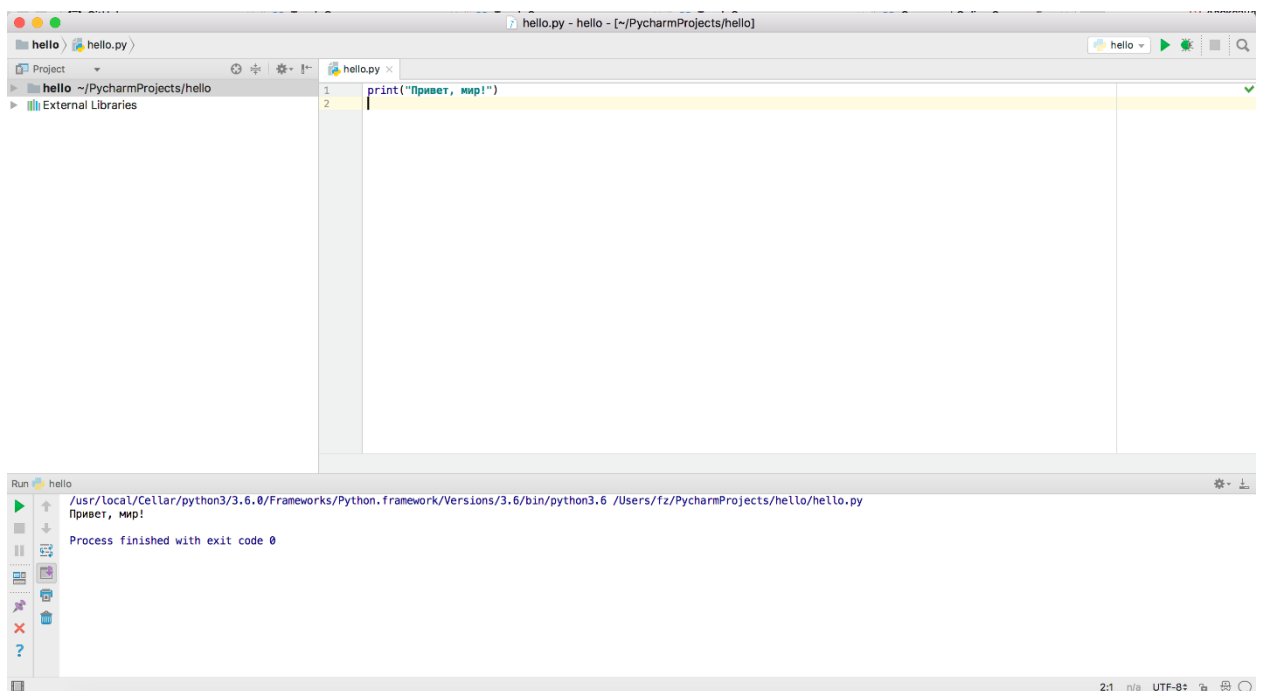 hello.py - hello - [~/PycharmProjects/hello]
hello hello.py hello
Project hello.py
hello ~/PycharmProjects/hello
External Libraries
1 print("Привет, мир!")
2
Run hello
/usr/local/Cellar/python3/3.6.0/Frameworks/Python.framework/Versions/3.6/bin/python3.6 /Users/fz/PycharmProjects/hello/hello.py
Привет, мир!
Process finished with exit code 0
?
2:1 n/a UTF-8